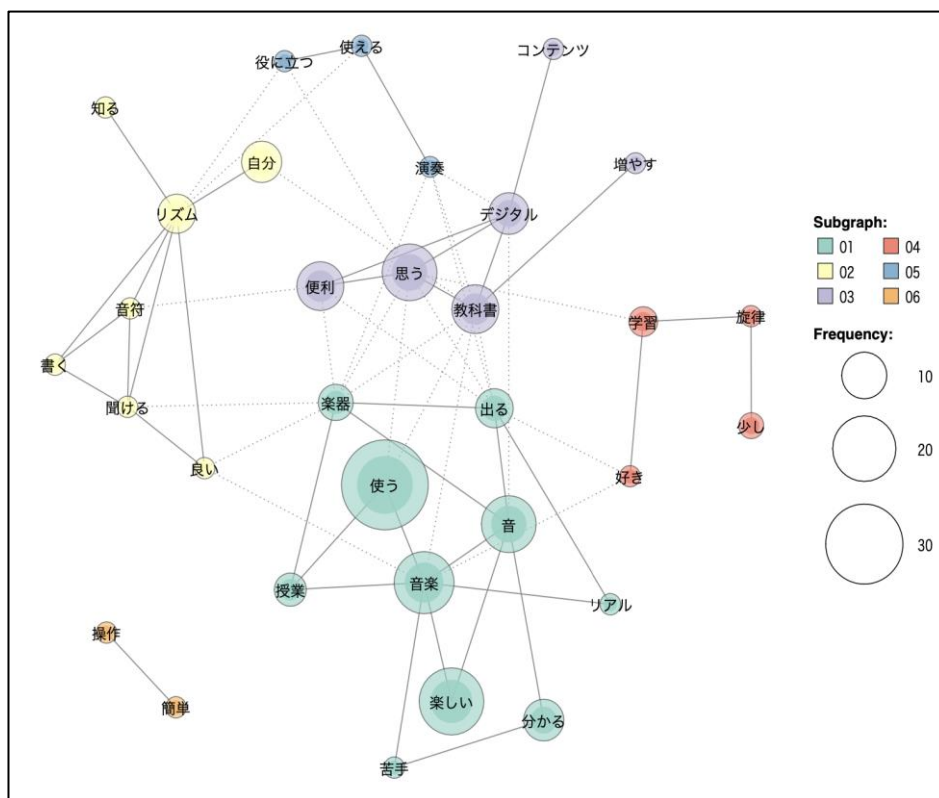 使える
役に立つ
コンテンツ
知る
自分
演奏
増やす
リズム
デジタル
Subgraph:
01 04
02 05
03 06
便利
思う
教科書
音符
学習
旋律
Frequency:
10
書く
聞ける
楽器
出る
少し
20
良い
使う
好き
音
30
授業
音楽
リアル
操作
簡単
楽しい
分かる
苦手